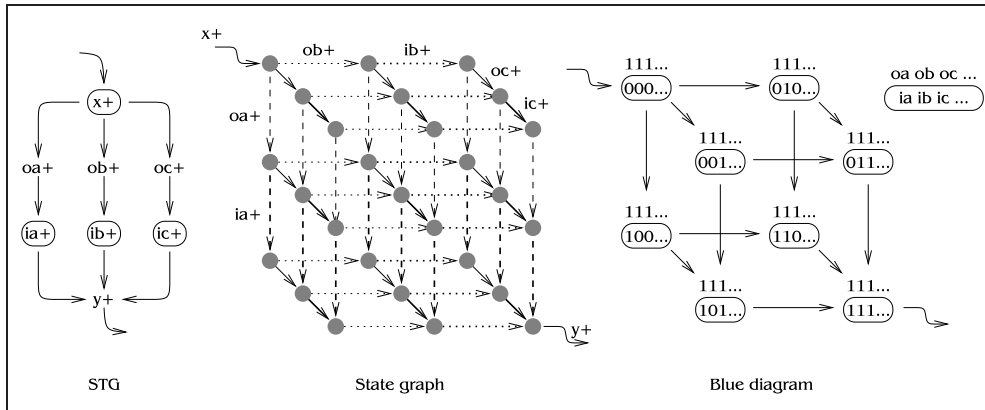 x+
oa+ ob+ oc+
ia+ ib+ ic+
y+
STG
x+
ob+ ib+
oc+
ic+
oa+
ia+
y+
State graph
111... 111...
000... 010...
111... 111...
001... 011...
111... 111...
100... 110...
111... 111...
101... 111...
oa ob oc ...
ia ib ic ...
Blue diagram